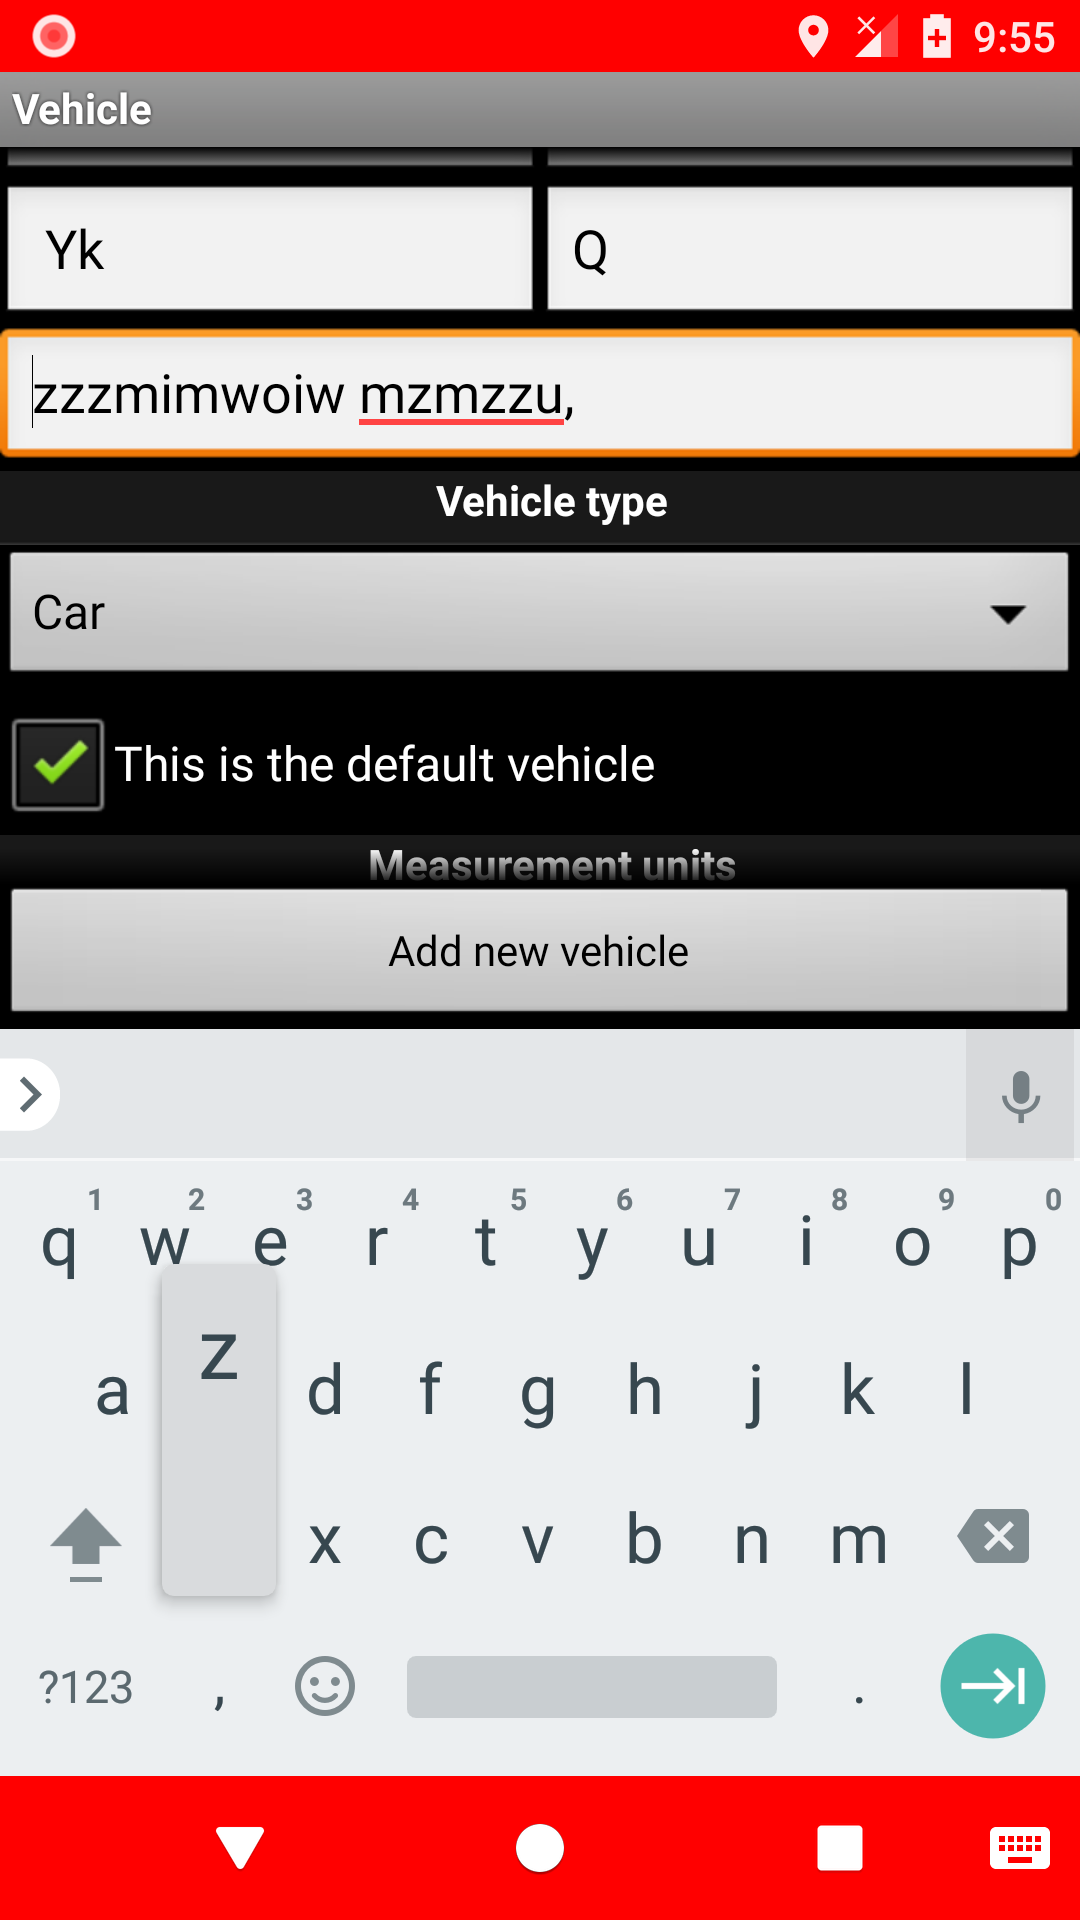 9:55
Vehicle
Yk Q
zzzmimwoiw mzmzzu,
Vehicle type
Car
This is the default vehicle
Measurement units
Add new vehicle
1 2 3 4 5 6 7 8 9 0
q w e r t y u i o p
z
a d f g h j k l
x c v b n m
?123 , .